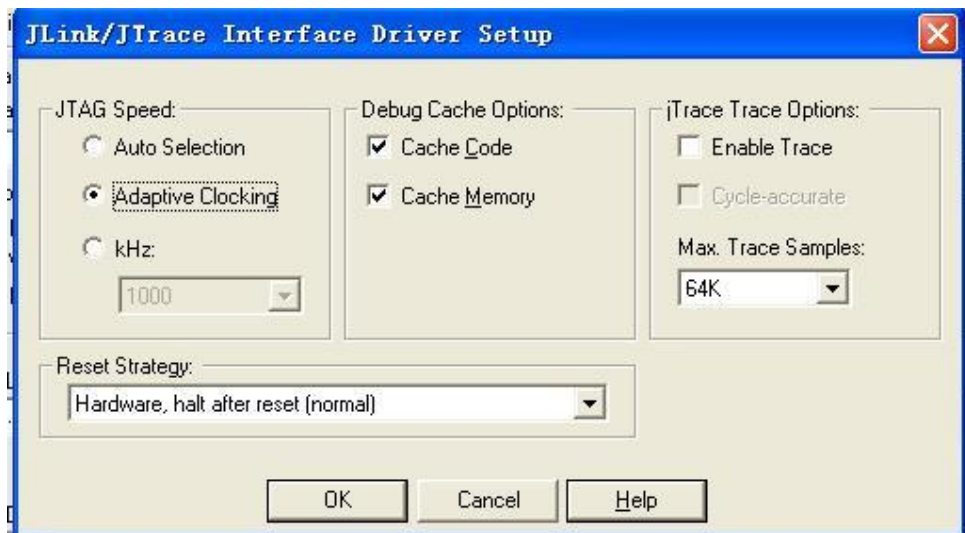 JLink/JTrace Interface Driver Setup
JTAG Speed:
Auto Selection
Adaptive Clocking
kHz:
1000
Debug Cache Options:
Cache Code
Cache Memory
jTrace Trace Options:
Enable Trace
Cycle-accurate
Max. Trace Samples:
64K
Reset Strategy:
Hardware, halt after reset (normal)
OK
Cancel
Help